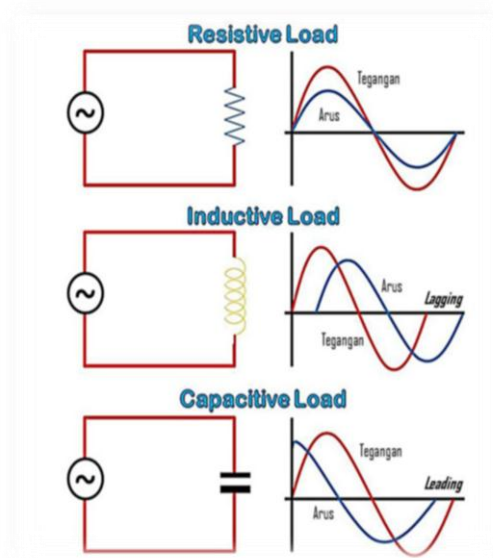 Resistive Load
Tegangan
Arus
Inductive Load
Arus
Lagging
Tegangan
Capacitive Load
Tegangan
Leading
Arus